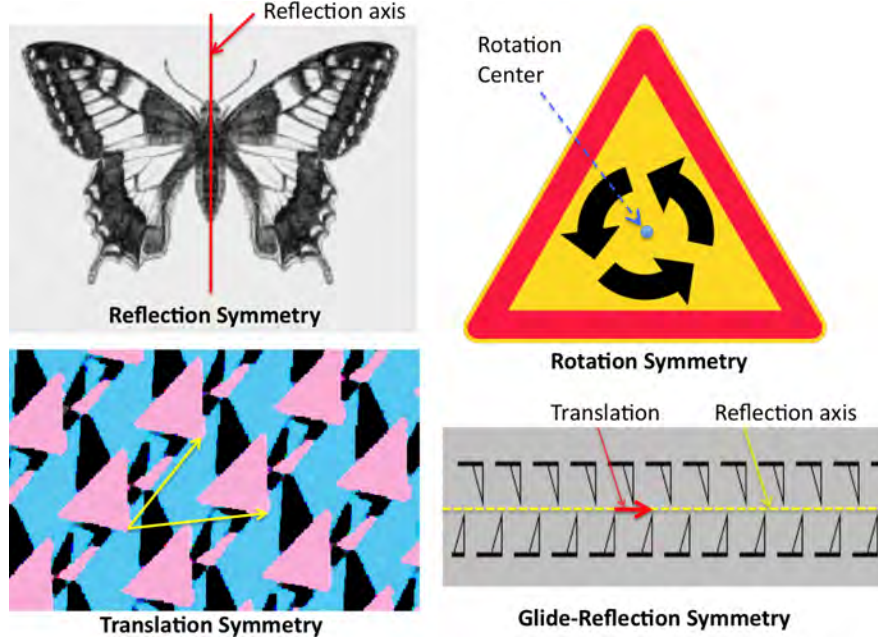 Reflection axis
Reflection Symmetry
Rotation
Center
Rotation Symmetry
Translation Symmetry
Translation
Reflection axis
Glide-Reflection Symmetry